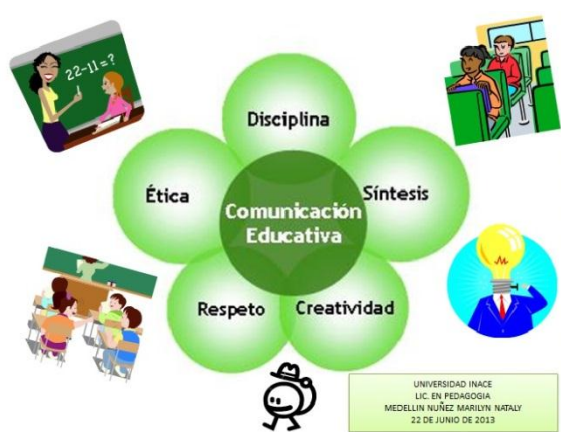 22-11=?
Disciplina
Ética
Síntesis
Comunicación
Educativa
Respeto
Creatividad
UNIVERSIDAD INACE
LIC. EN PEDAGOGIA
MEDELLIN NUÑEZ MARILYN NATALY
22 DE JUNIO DE 2013